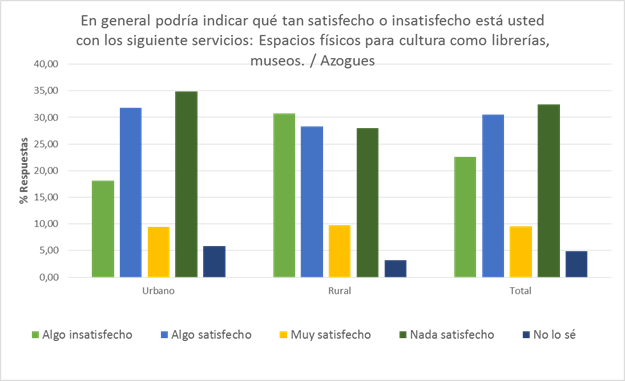 En general podría indicar qué tan satisfecho o insatisfecho está usted
con los siguiente servicios: Espacios físicos para cultura como librerías,
museos. / Azogues
40,00
35,00
30,00
25,00
20,00
15,00
10,00
5,00
0,00
% Respuestas
Urbano Rural Total
Algo insatisfecho Algo satisfecho Muy satisfecho Nada satisfecho No lo sé